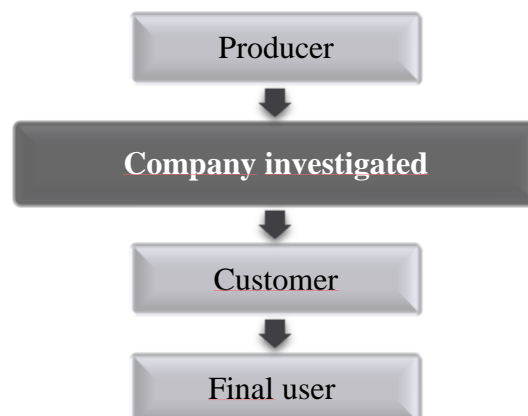 Producer
Company investigated
Customer
Final user